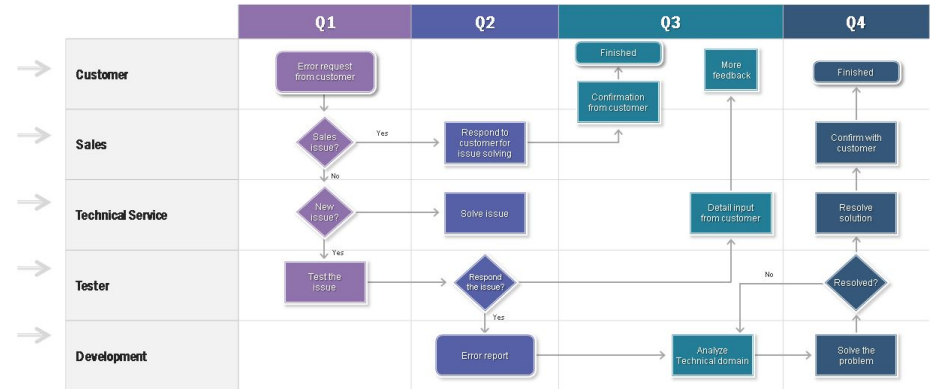 Q1
Q2
Q3
Q4
Customer
Error request
from customer
Finished
More
feedback
Finished
Confirmation
from customer
Sales
Sales
issue?
Yes
Respond to
customer for
issue solving
Confirm with
customer
No
Technical Service
New
issue?
Solve issue
Detail input
from customer
Resolve
solution
Yes
Tester
Test the
issue
Respond
the issue?
No
Resolved?
Yes
Development
Error report
Analyze
Technical domain
Solve the
problem